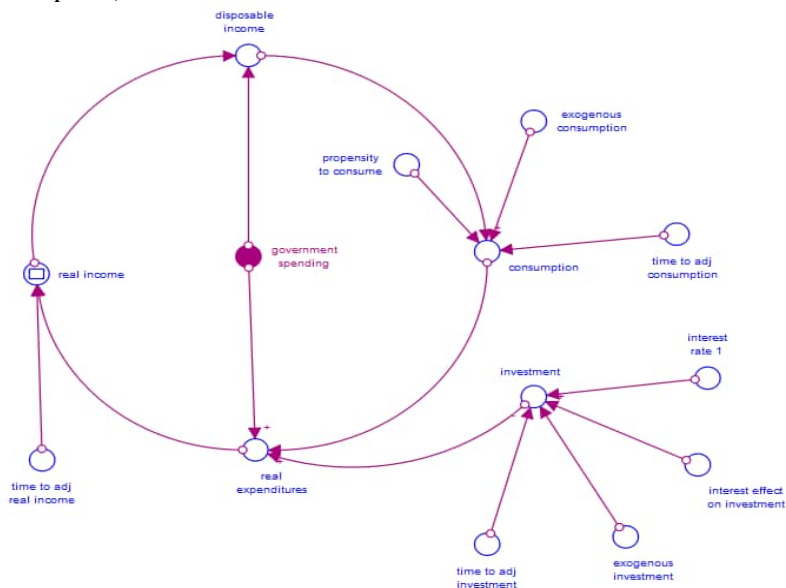 disposable
income
exogenous
consumption
propensity
to consume
government
spending
time to adj
consumption
consumption
real income
interest
rate 1
investment
+
real
expenditures
time to adj
real income
interest effect
on investment
time to adj
investment
exogenous
investment